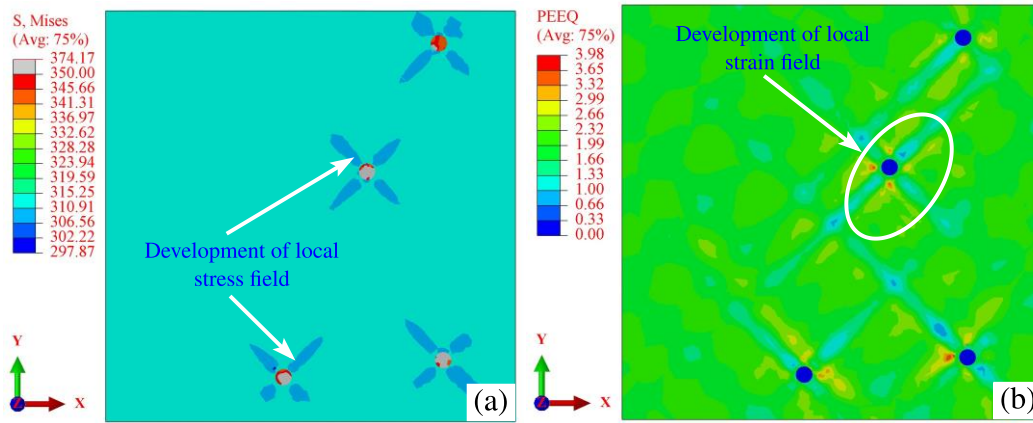 S, Mises
(Avg: 75%)
374.17
350.00
345.66
341.31
336.97
332.62
328.28
323.94
319.59
315.25
310.91
306.56
302.22
297.87
Development of local
stress field
Y
Z
X
(a)
PEEQ
(Avg: 75%)
3.98
3.65
3.32
2.99
2.66
2.32
1.99
1.66
1.33
1.00
0.66
0.33
0.00
Development of local
strain field
Y
Z
X
(b)